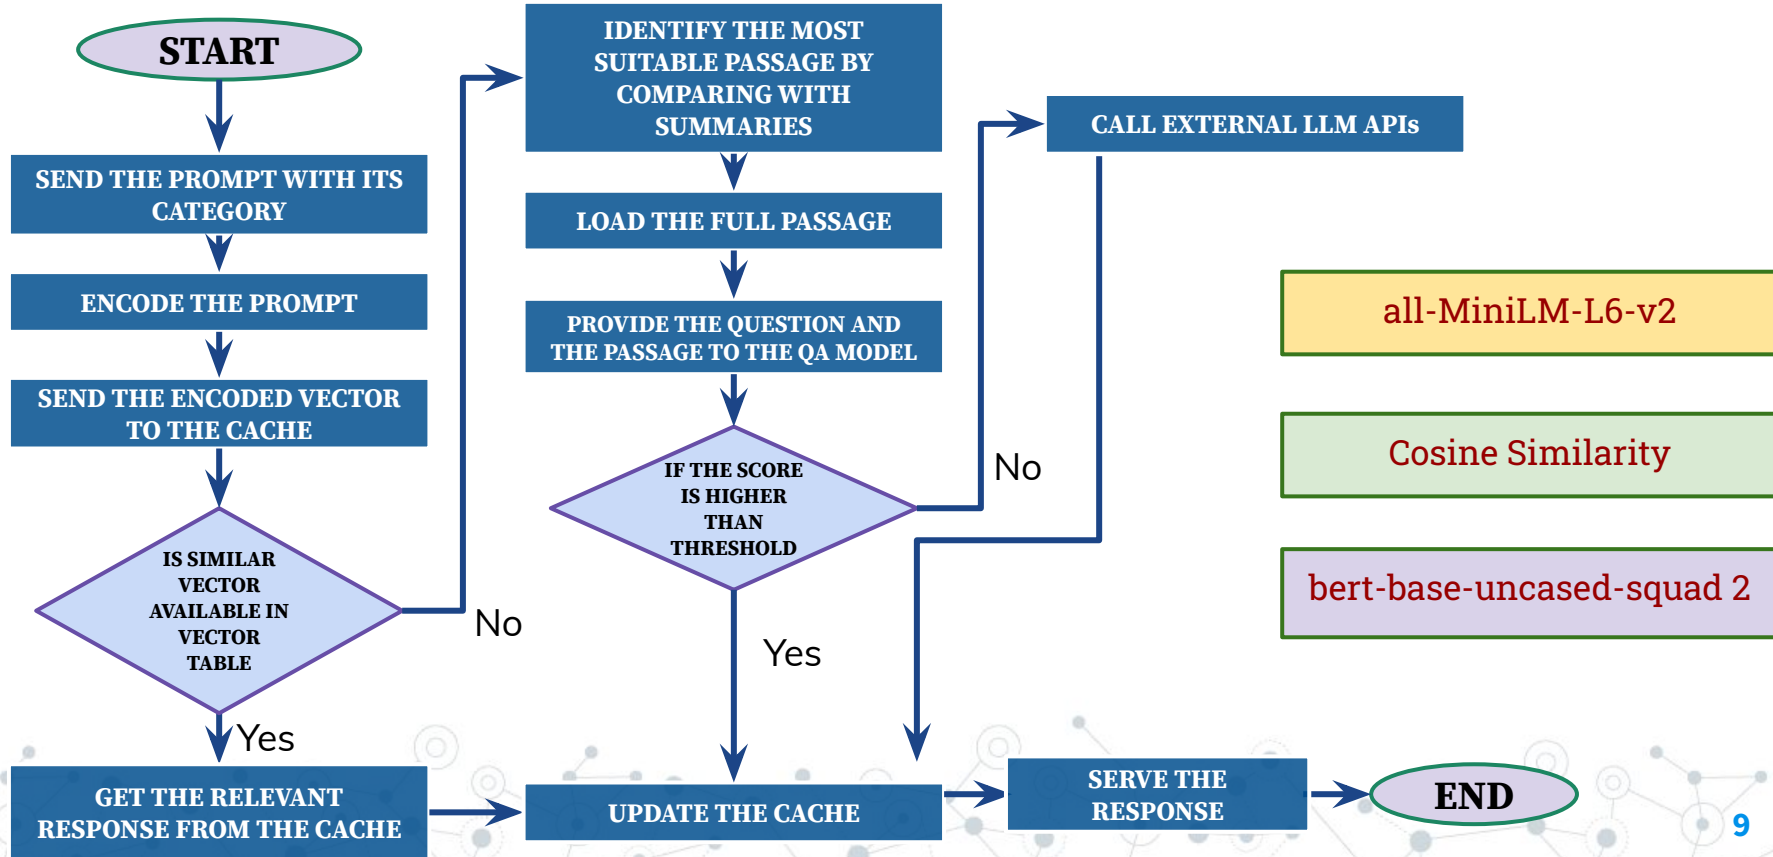 START
SEND THE PROMPT WITH ITS
CATEGORY
ENCODE THE PROMPT
SEND THE ENCODED VECTOR
TO THE CACHE
IS SIMILAR
VECTOR
AVAILABLE IN
VECTOR
TABLE
No
Yes
GET THE RELEVANT
RESPONSE FROM THE CACHE
IDENTIFY THE MOST
SUITABLE PASSAGE BY
COMPARING WITH
SUMMARIES
LOAD THE FULL PASSAGE
PROVIDE THE QUESTION AND
THE PASSAGE TO THE QA MODEL
IF THE SCORE
IS HIGHER
THAN
THRESHOLD
No
Yes
UPDATE THE CACHE
CALL EXTERNAL LLM APIs
SERVE THE
RESPONSE
END
all-MiniLM-L6-v2
Cosine Similarity
bert-base-uncased-squad 2
9